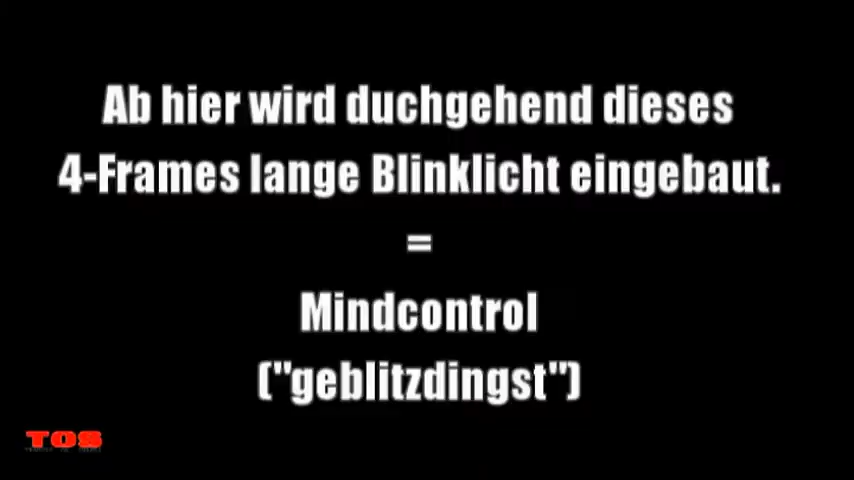 Ab hier wird duchgehend dieses
4-Frames lange Blinklicht eingebaut.
=
Mindcontrol
("geblitzdingst")
TOS